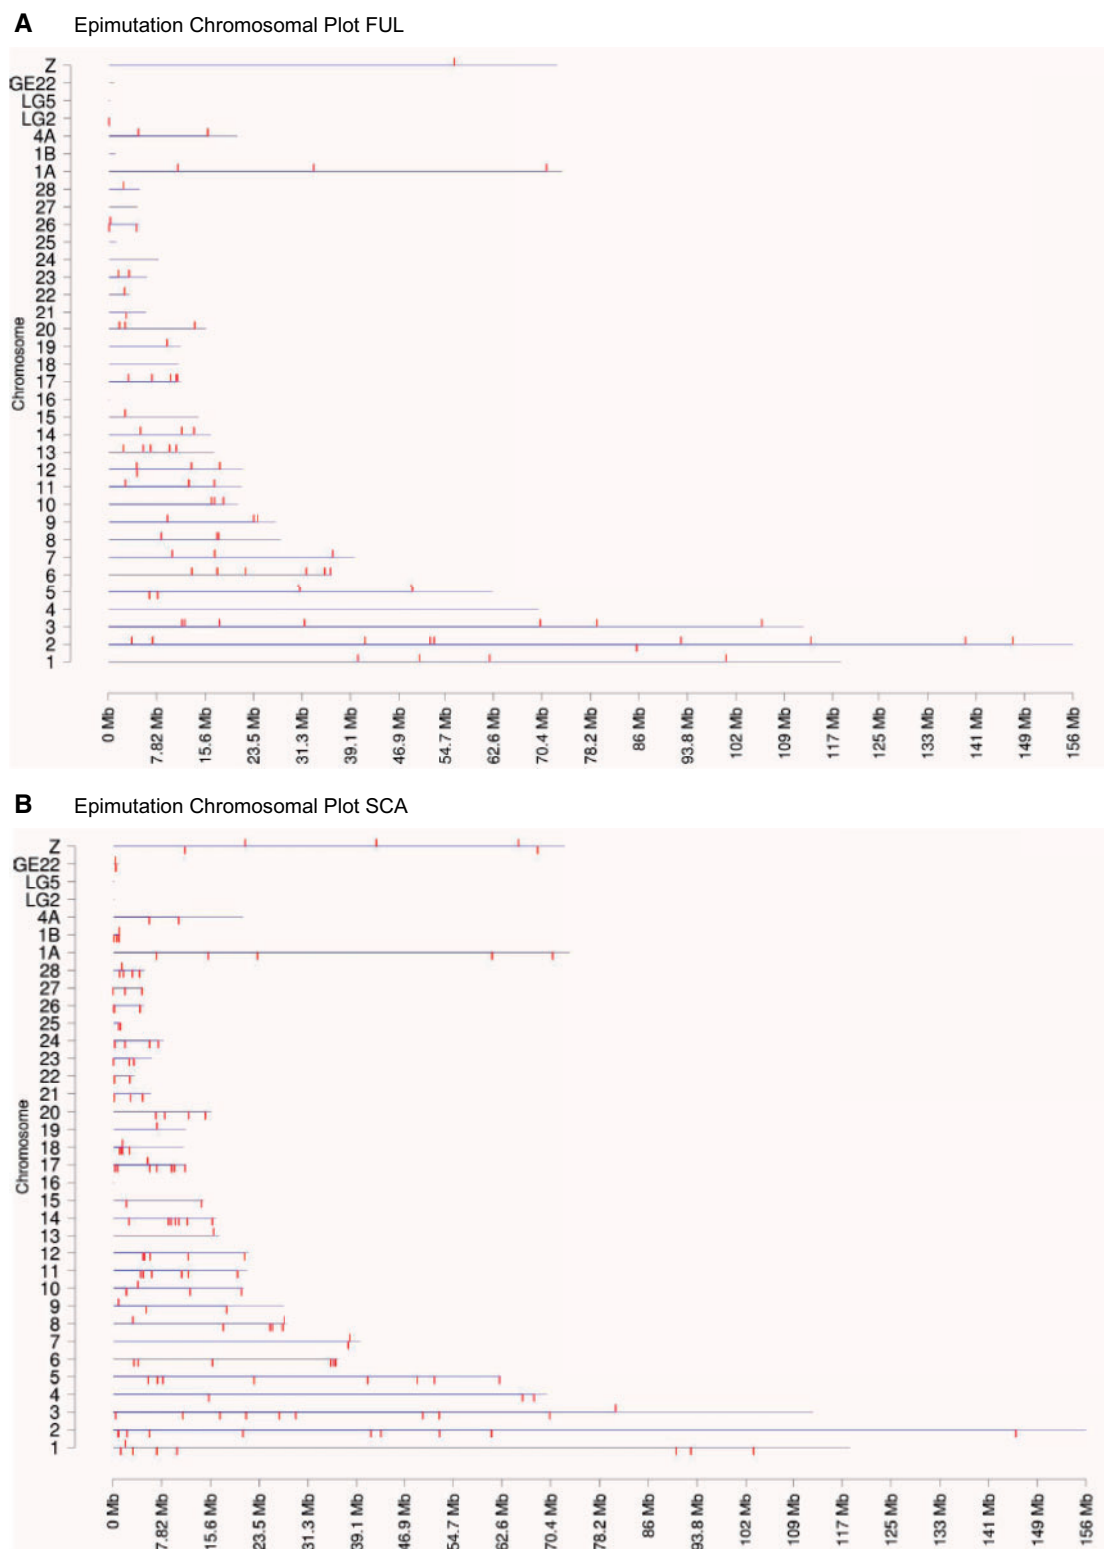 A Epimutation Chromosomal Plot FUL
Z
GE22
LG5
LG2
4A
1B
1A
28
27
26
25
24
23
22
21
20
19
18
17
16
15
14
13
12
11
10
9
8
7
6
5
4
3
2
1
Chromosome
0 Mb
7.82 Mb
15.6 Mb
23.5 Mb
31.3 Mb
39.1 Mb
46.9 Mb
54.7 Mb
62.6 Mb
70.4 Mb
78.2 Mb
86 Mb
93.8 Mb
102 Mb
109 Mb
117 Mb
125 Mb
133 Mb
141 Mb
149 Mb
156 Mb
B Epimutation Chromosomal Plot SCA
Z
GE22
LG5
LG2
4A
1B
1A
28
27
26
25
24
23
22
21
20
19
18
17
16
15
14
13
12
11
10
9
8
7
6
5
4
3
2
1
Chromosome
0 Mb
7.82 Mb
15.6 Mb
23.5 Mb
31.3 Mb
39.1 Mb
46.9 Mb
54.7 Mb
62.6 Mb
70.4 Mb
78.2 Mb
86 Mb
93.8 Mb
102 Mb
109 Mb
117 Mb
125 Mb
133 Mb
141 Mb
149 Mb
156 Mb